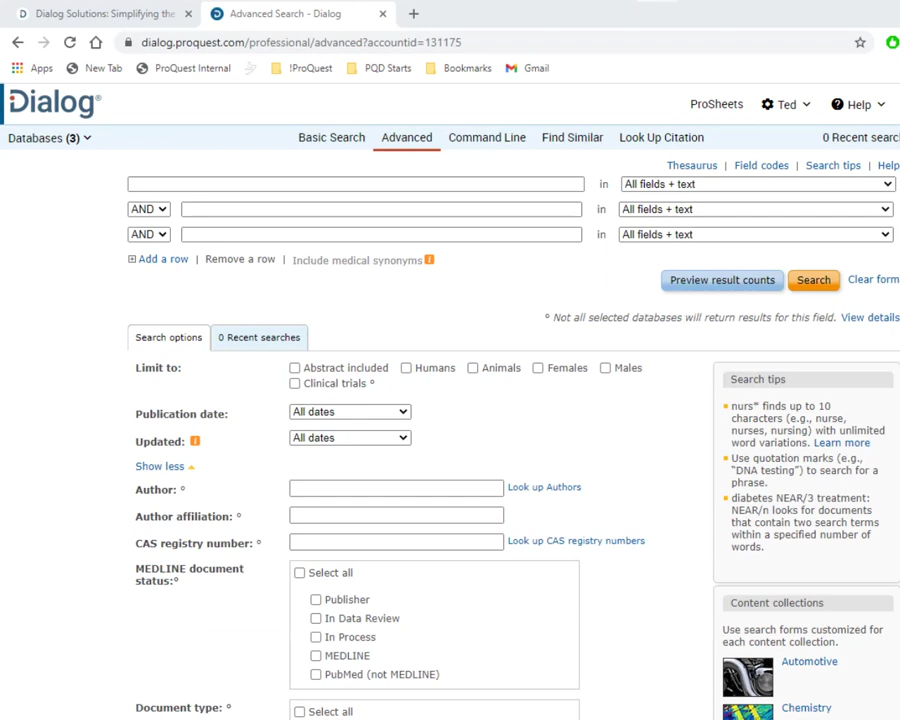 Dialog Solutions: Simplifying the
Advanced Search - Dialog
dialog.proquest.com/professional/advanced?accountid=131175
Apps New Tab ProQuest Internal !ProQuest PQD Starts Bookmarks Gmail
Dialog®
ProSheets Ted Help
Databases (3) Basic Search Advanced Command Line Find Similar Look Up Citation 0 Recent searc
Thesaurus | Field codes | Search tips | Help
in All fields + text
AND in All fields + text
AND in All fields + text
Add a row | Remove a row | Include medical synonyms i
Preview result counts Search Clear form
º Not all selected databases will return results for this field. View details
Search options 0 Recent searches
Limit to: Abstract included Humans Animals Females Males
Clinical trials º
Publication date: All dates
Updated: i All dates
Show less
Author: º Look up Authors
Author affiliation: º
CAS registry number: º Look up CAS registry numbers
MEDLINE document
status:º
Select all
Publisher
In Data Review
In Process
MEDLINE
PubMed (not MEDLINE)
Document type: º Select all
Search tips
nurs* finds up to 10
characters (e.g., nurse,
nurses, nursing) with unlimited
word variations. Learn more
Use quotation marks (e.g.,
"DNA testing") to search for a
phrase.
diabetes NEAR/3 treatment:
NEAR/n looks for documents
that contain two search terms
within a specified number of
words.
Content collections
Use search forms customized for
each content collection.
Automotive
Chemistry